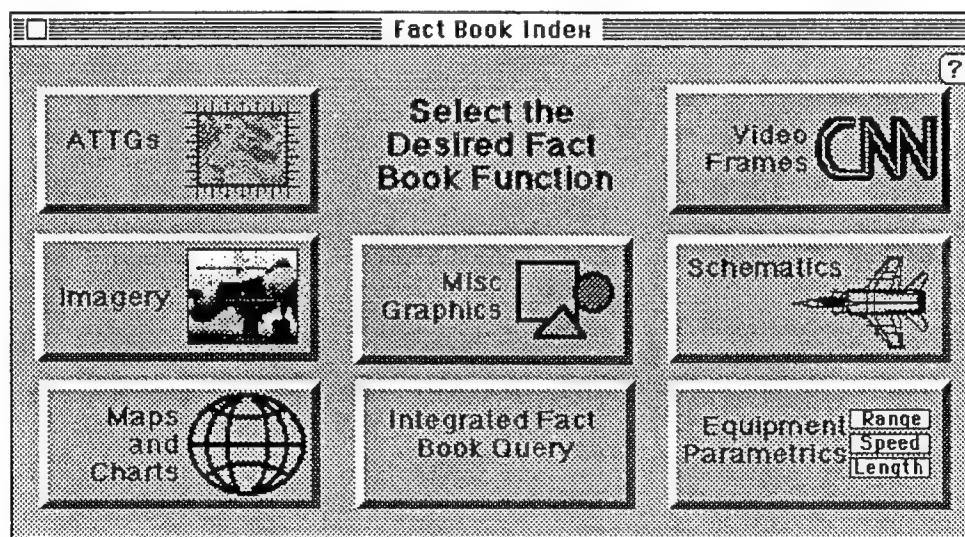 Fact Book Index
?
ATTGs
Select the
Desired Fact
Book Function
Video
Frames
CNN
Imagery
Misc
Graphics
Schematics
Maps
and
Charts
Integrated Fact
Book Query
Equipment
Parametrics
Range
Speed
Length